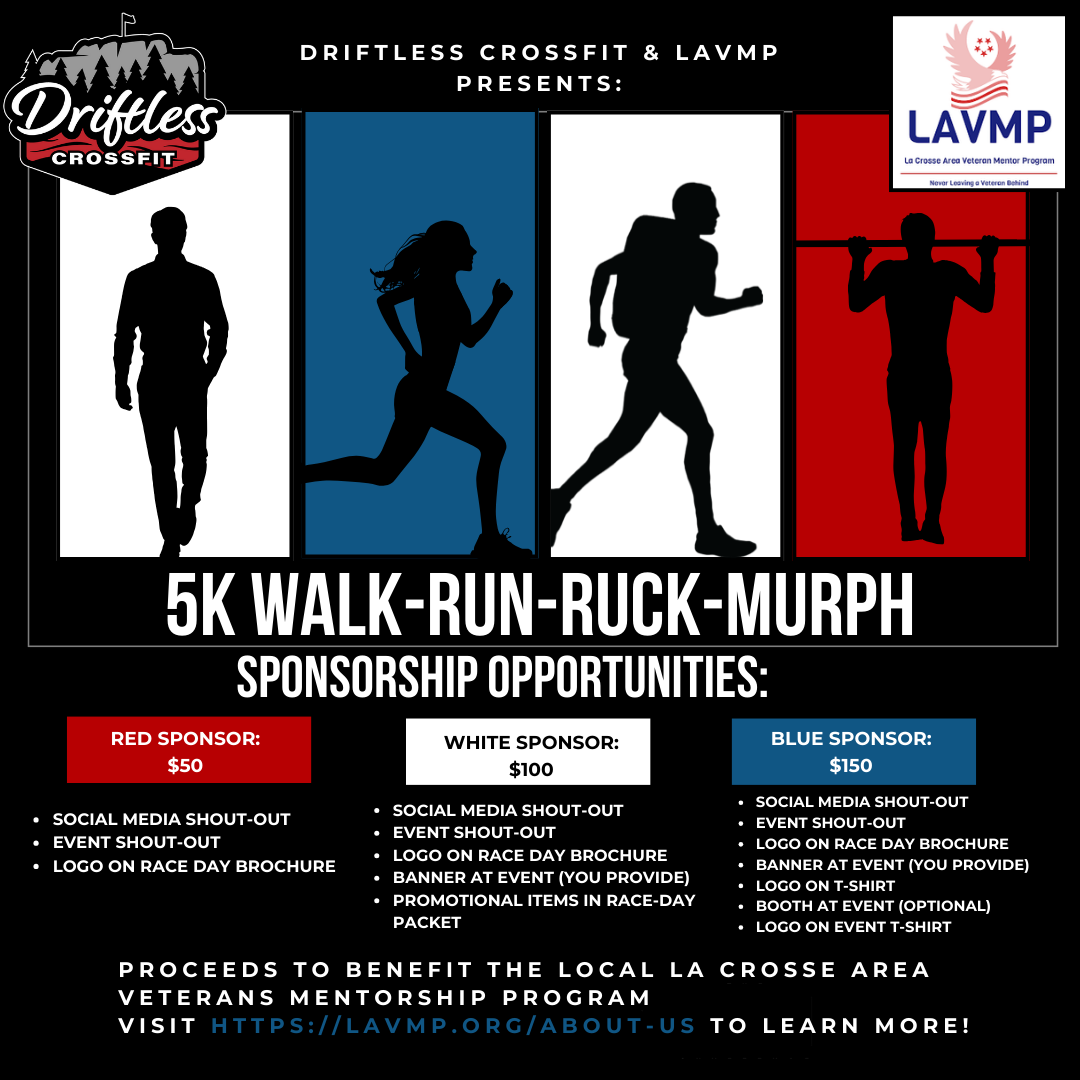 Driftless
CROSSFIT
DRIFTLESS CROSSFIT & LAVMP
PRESENTS:
LAVMP
La Crosse Area Veteran Mentor Program
Never Leaving a Veteran Behind
5K WALK-RUN-RUCK-MURPH
SPONSORSHIP OPPORTUNITIES:
RED SPONSOR:
$50
• SOCIAL MEDIA SHOUT-OUT
• EVENT SHOUT-OUT
• LOGO ON RACE DAY BROCHURE
WHITE SPONSOR:
$100
• SOCIAL MEDIA SHOUT-OUT
• EVENT SHOUT-OUT
• LOGO ON RACE DAY BROCHURE
• BANNER AT EVENT (YOU PROVIDE)
• PROMOTIONAL ITEMS IN RACE-DAY
PACKET
BLUE SPONSOR:
$150
• SOCIAL MEDIA SHOUT-OUT
• EVENT SHOUT-OUT
• LOGO ON RACE DAY BROCHURE
• BANNER AT EVENT (YOU PROVIDE)
• LOGO ON T-SHIRT
• BOOTH AT EVENT (OPTIONAL)
• LOGO ON EVENT T-SHIRT
PROCEEDS TO BENEFIT THE LOCAL LA CROSSE AREA
VETERANS MENTORSHIP PROGRAM
VISIT HTTPS://LAVMP.ORG/ABOUT-US TO LEARN MORE!